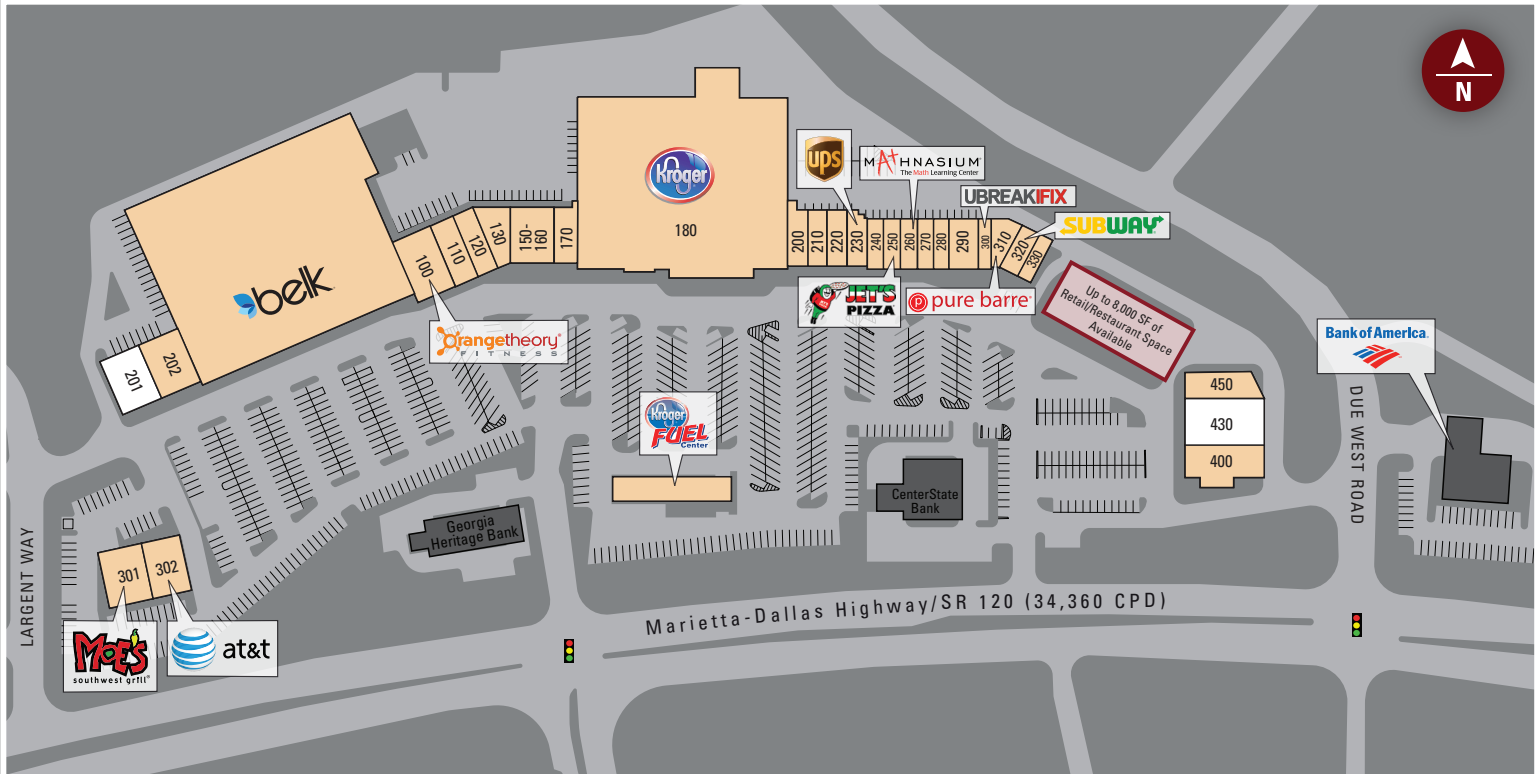 N
ups
MATHNASIUM
The Math Learning Center
UBREAKIFIX
SUBWAY
Kroger
180
belk
100
110
120
130
150-
160
170
200
210
220
230
240
250
260
270
280
290
300
310
320
330
JET'S
PIZZA
pure barre
Orangetheory®
FITNESS
Up to 8,000 SF of
Retail/Restaurant Space
Available
Bank of America
201
202
450
430
400
Kroger
FUEL
Center
CenterState
Bank
Georgia
Heritage Bank
DUE WEST ROAD
LARGENT WAY
301
302
MOE'S
southwest grill®
at&t
Marietta-Dallas Highway/SR 120 (34,360 CPD)